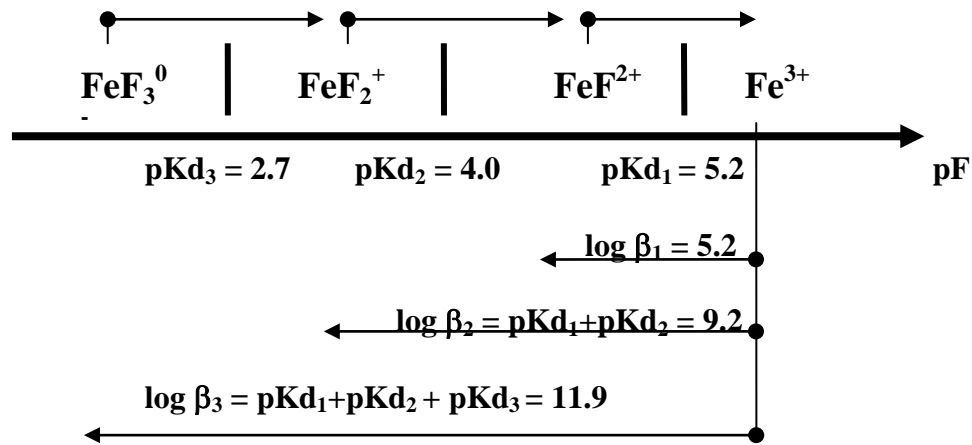 FeF₃⁰ FeF₂⁺ FeF²⁺ Fe³⁺
pKd₃ = 2.7 pKd₂ = 4.0 pKd₁ = 5.2 pF
log β₁ = 5.2
log β₂ = pKd₁+pKd₂ = 9.2
log β₃ = pKd₁+pKd₂ + pKd₃ = 11.9